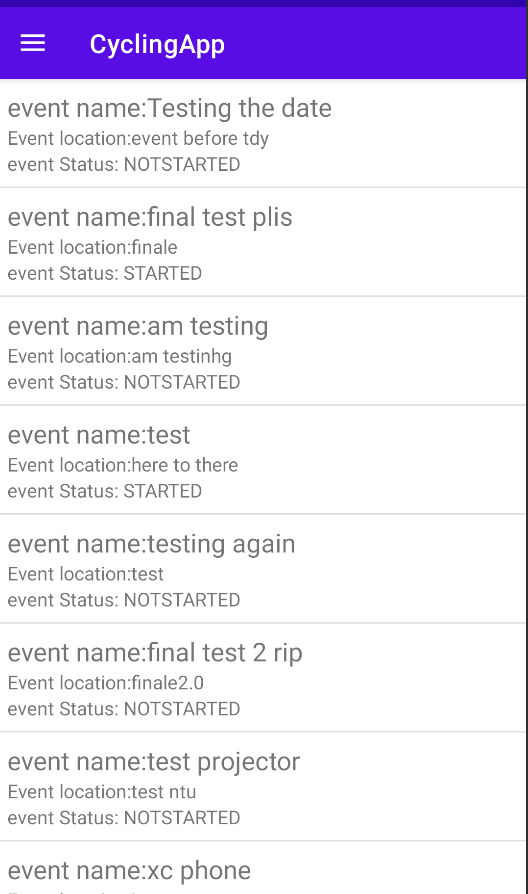 CyclingApp
event name:Testing the date
Event location:event before tdy
event Status: NOTSTARTED
event name:final test plis
Event location:finale
event Status: STARTED
event name:am testing
Event location:am testinhg
event Status: NOTSTARTED
event name:test
Event location:here to there
event Status: STARTED
event name:testing again
Event location:test
event Status: NOTSTARTED
event name:final test 2 rip
Event location:finale2.0
event Status: NOTSTARTED
event name:test projector
Event location:test ntu
event Status: NOTSTARTED
event name:xc phone